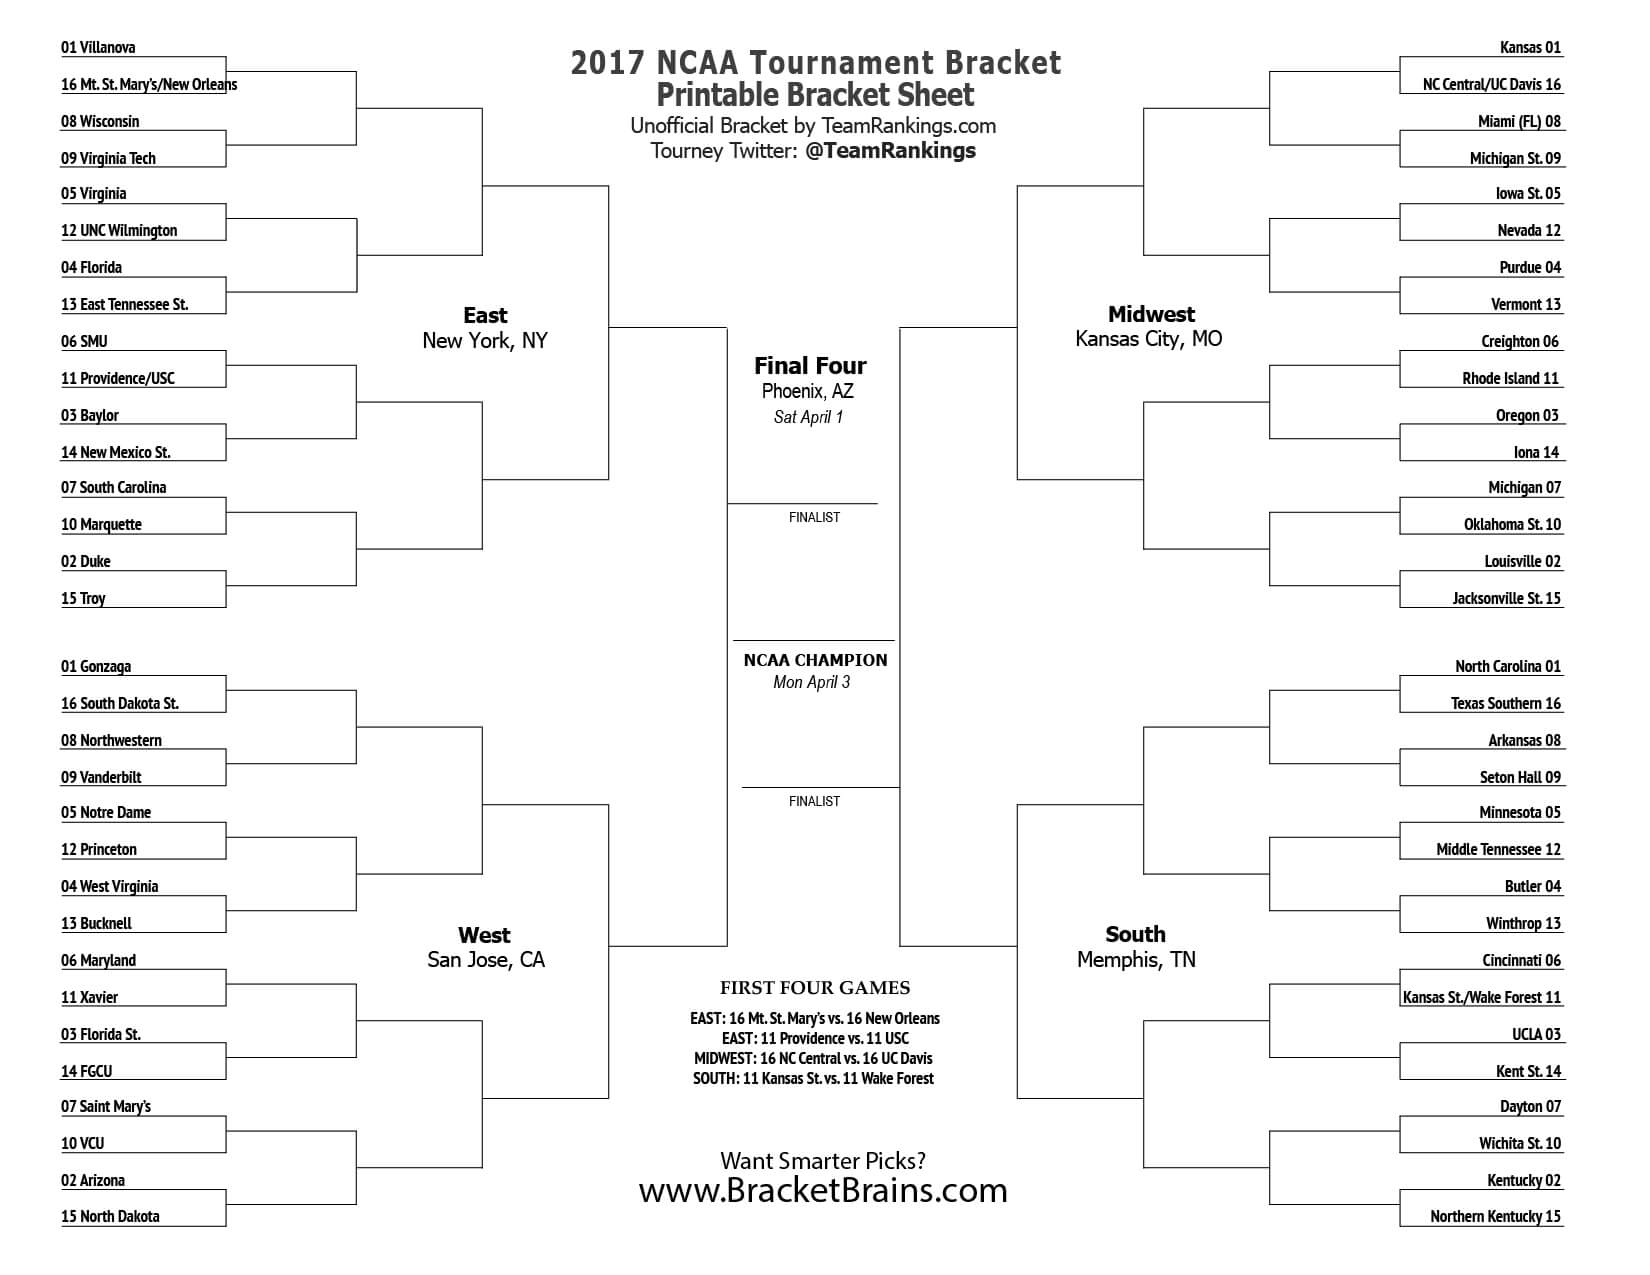 2017 NCAA Tournament Bracket
Printable Bracket Sheet
Unofficial Bracket by TeamRankings.com
Tourney Twitter: @TeamRankings
01 Villanova
16 Mt. St. Mary's/New Orleans
08 Wisconsin
09 Virginia Tech
05 Virginia
12 UNC Wilmington
04 Florida
13 East Tennessee St.
06 SMU
11 Providence/USC
03 Baylor
14 New Mexico St.
07 South Carolina
10 Marquette
02 Duke
15 Troy
East
New York, NY
01 Gonzaga
16 South Dakota St.
08 Northwestern
09 Vanderbilt
05 Notre Dame
12 Princeton
04 West Virginia
13 Bucknell
06 Maryland
11 Xavier
03 Florida St.
14 FGCU
07 Saint Mary's
10 VCU
02 Arizona
15 North Dakota
West
San Jose, CA
Final Four
Phoenix, AZ
Sat April 1
FINALIST
NCAA CHAMPION
Mon April 3
FINALIST
Kansas 01
NC Central/UC Davis 16
Miami (FL) 08
Michigan St. 09
Iowa St. 05
Nevada 12
Purdue 04
Vermont 13
Creighton 06
Rhode Island 11
Oregon 03
Iona 14
Michigan 07
Oklahoma St. 10
Louisville 02
Jacksonville St. 15
Midwest
Kansas City, MO
North Carolina 01
Texas Southern 16
Arkansas 08
Seton Hall 09
Minnesota 05
Middle Tennessee 12
Butler 04
Winthrop 13
Cincinnati 06
Kansas St./Wake Forest 11
UCLA 03
Kent St. 14
Dayton 07
Wichita St. 10
Kentucky 02
Northern Kentucky 15
South
Memphis, TN
FIRST FOUR GAMES
EAST: 16 Mt. St. Mary's vs. 16 New Orleans
EAST: 11 Providence vs. 11 USC
MIDWEST: 16 NC Central vs. 16 UC Davis
SOUTH: 11 Kansas St. vs. 11 Wake Forest
Want Smarter Picks?
www.BracketBrains.com